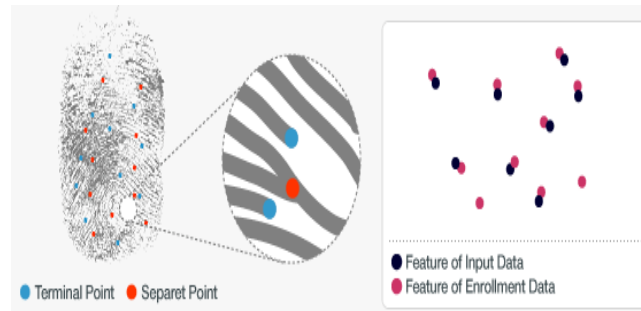 Terminal Point
Separet Point
Feature of Input Data
Feature of Enrollment Data